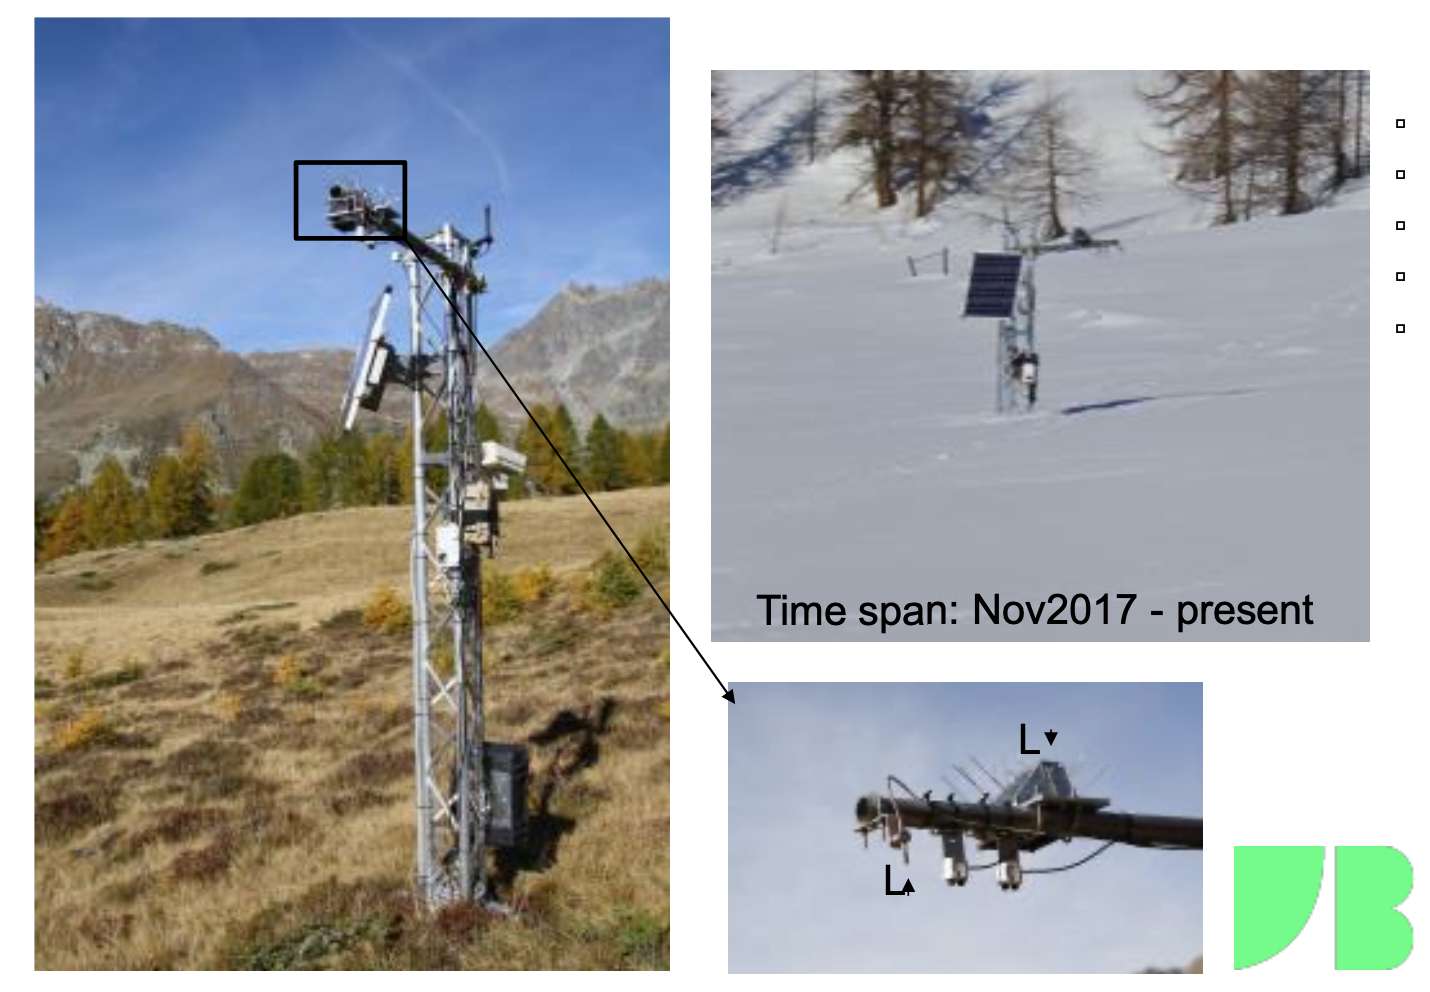 Time span: Nov2017 - present
L▼
L▲